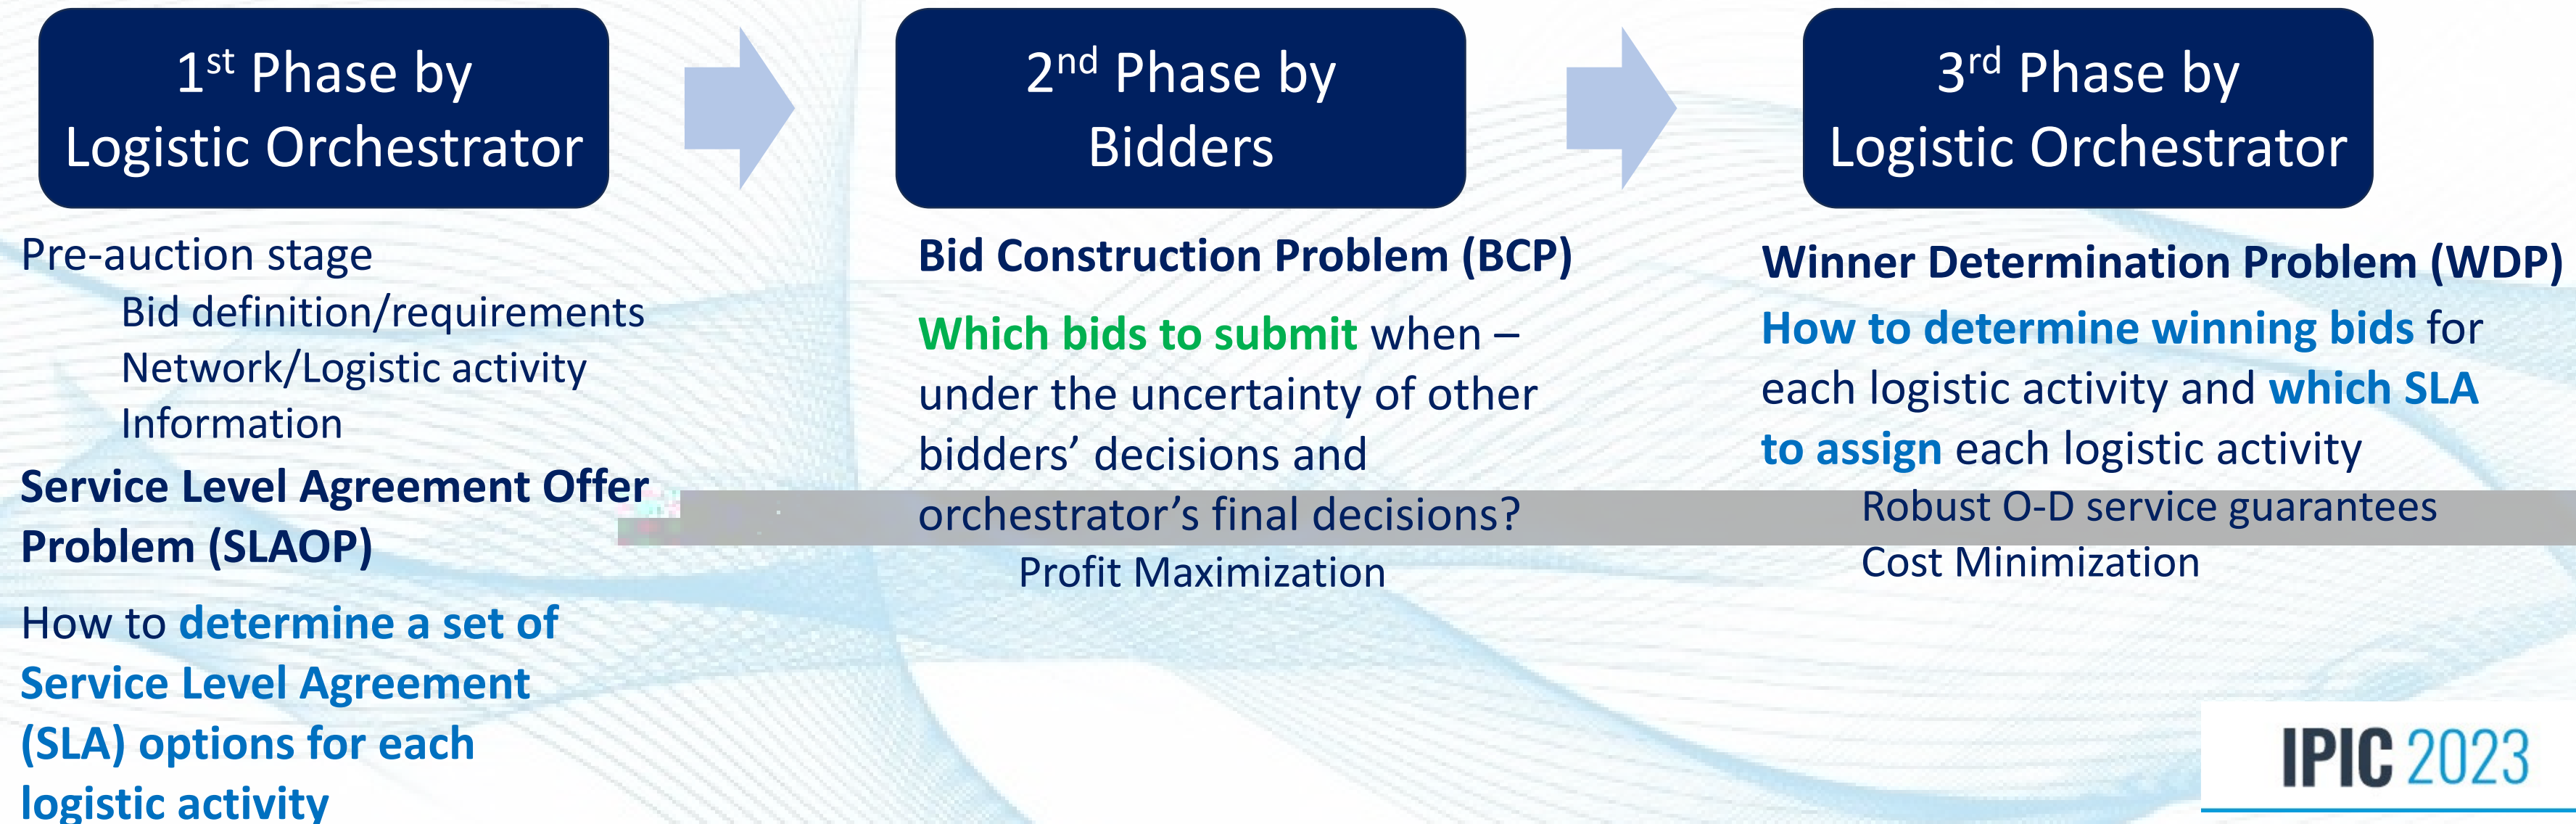 1st Phase by
Logistic Orchestrator
2nd Phase by
Bidders
3rd Phase by
Logistic Orchestrator
Pre-auction stage
Bid definition/requirements
Network/Logistic activity
Information
Service Level Agreement Offer
Problem (SLAOP)
How to determine a set of
Service Level Agreement
(SLA) options for each
logistic activity
Bid Construction Problem (BCP)
Which bids to submit when –
under the uncertainty of other
bidders’ decisions and
orchestrator’s final decisions?
Profit Maximization
Winner Determination Problem (WDP)
How to determine winning bids for
each logistic activity and which SLA
to assign each logistic activity
Robust O-D service guarantees
Cost Minimization
IPIC 2023